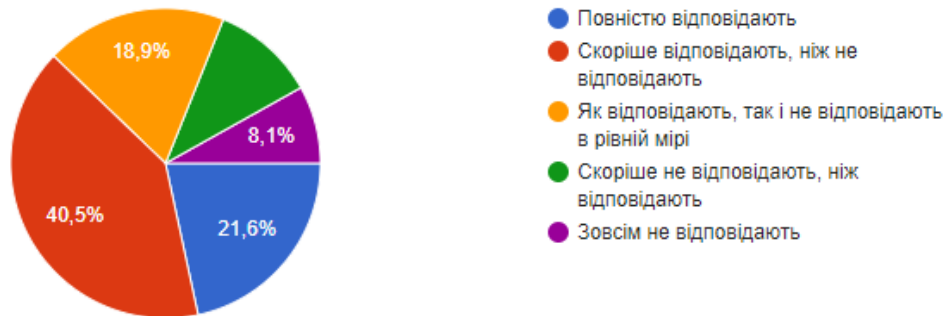 18,9%
8,1%
40,5%
21,6%
Повністю відповідають
Скоріше відповідають, ніж не
відповідають
Як відповідають, так і не відповідають
в рівній мірі
Скоріше не відповідають, ніж
відповідають
Зовсім не відповідають